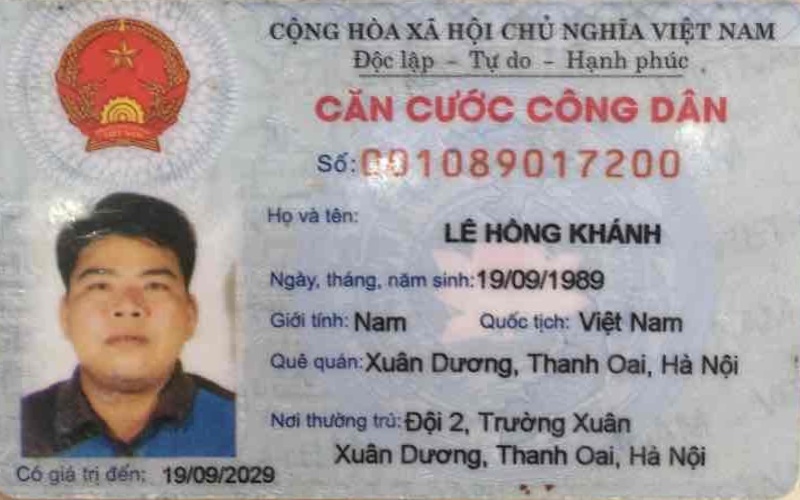 CỘNG HÒA XÃ HỘI CHỦ NGHĨA VIỆT NAM
Độc lập - Tự do - Hạnh phúc
CĂN CƯỚC CÔNG DÂN
Số: 001089017200
Họ và tên: LÊ HỒNG KHÁNH
Ngày, tháng, năm sinh: 19/09/1989
Giới tính: Nam Quốc tịch: Việt Nam
Quê quán: Xuân Dương, Thanh Oai, Hà Nội
Nơi thường trú: Đội 2, Trường Xuân
Xuân Dương, Thanh Oai, Hà Nội
Có giá trị đến: 19/09/2029